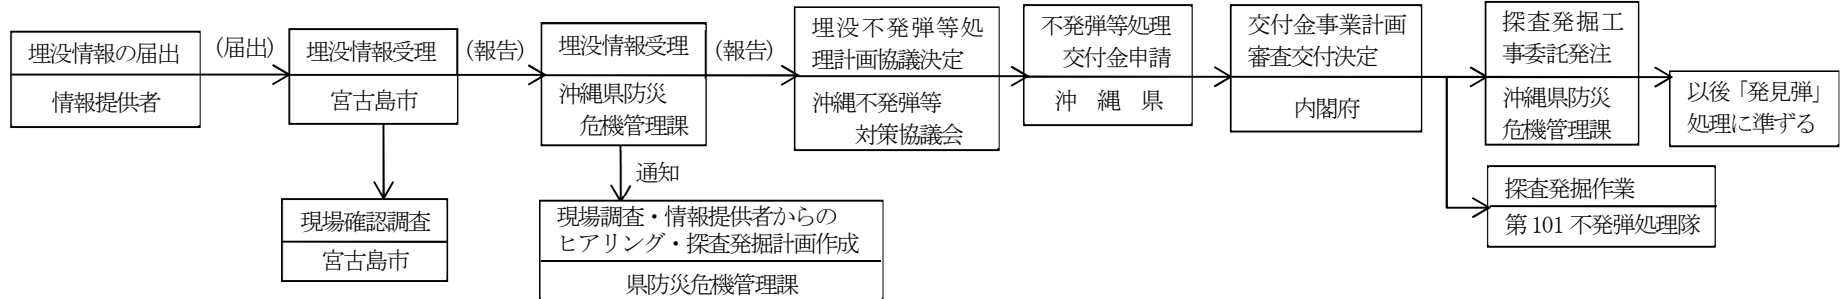 埋没情報の届出
情報提供者
(届出)
埋没情報受理
宮古島市
(報告)
埋没情報受理
沖縄県防災
危機管理課
(報告)
埋没不発弾等処
理計画協議決定
沖縄不発弾等
対策協議会
不発弾等処理
交付金申請
沖　縄　県
交付金事業計画
審査交付決定
内閣府
探査発掘工
事委託発注
沖縄県防災
危機管理課
以後「発見弾」
処理に準ずる
現場確認調査
宮古島市
通知
現場調査・情報提供者からの
ヒアリング・探査発掘計画作成
県防災危機管理課
探査発掘作業
第101不発弾処理隊